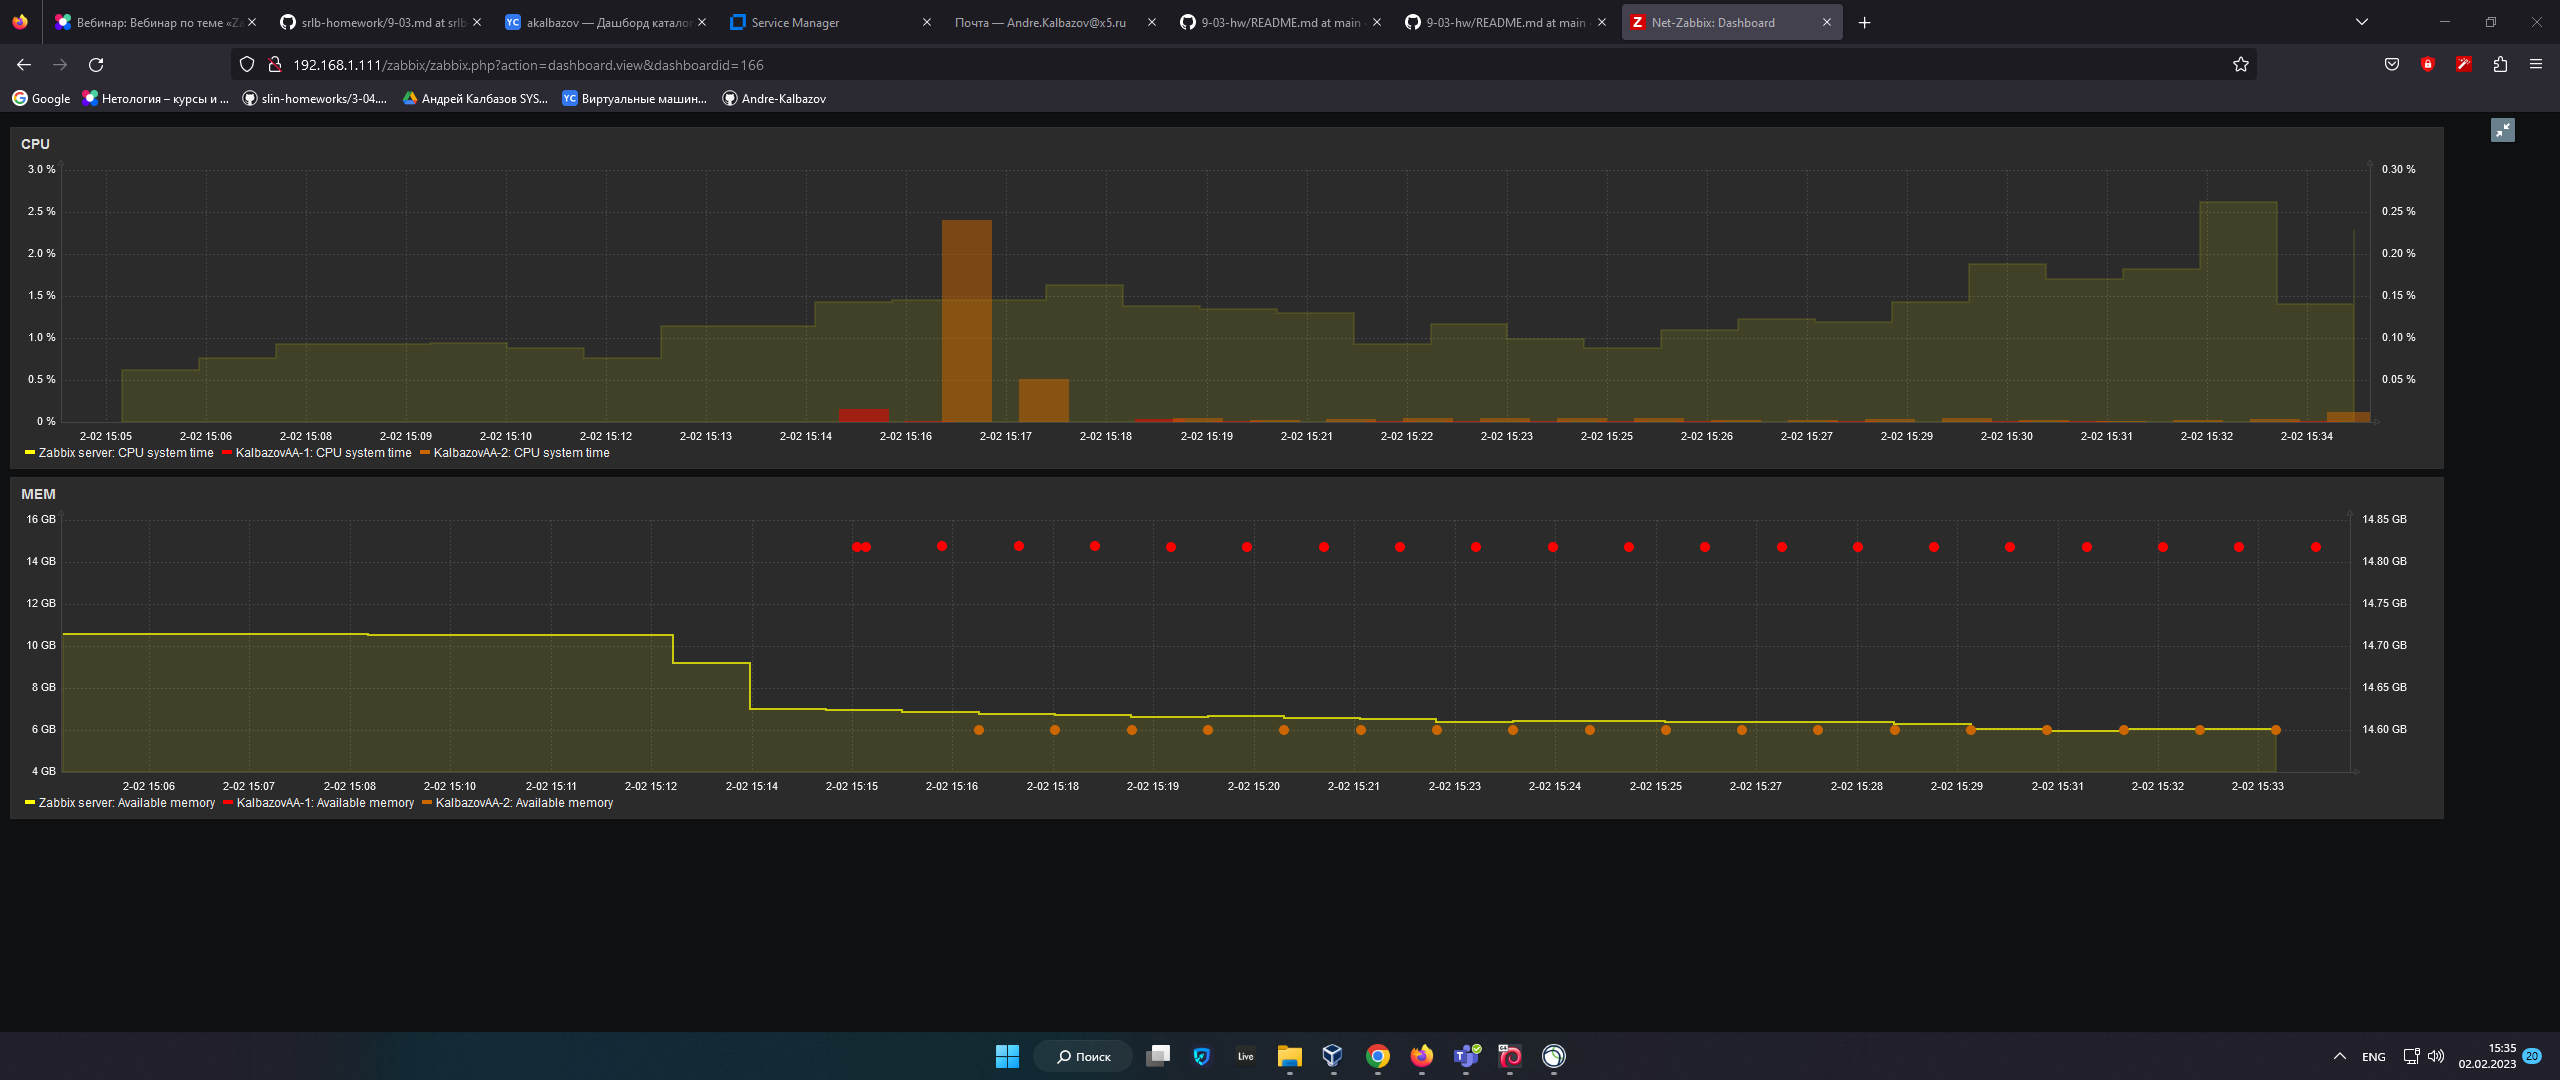 Вебинар: Вебинар по теме «Za
srlb-homework/9-03.md at srlb
akalbazov — Дашборд каталог
Service Manager
Почта — Andre.Kalbazov@x5.ru
9-03-hw/README.md at main
9-03-hw/README.md at main
Net-Zabbix: Dashboard
192.168.1.111/zabbix/zabbix.php?action=dashboard.view&dashboardid=166
Google Нетология – курсы и ... slin-homeworks/3-04.... Андрей Калбазов SYS... Виртуальные машин... Andre-Kalbazov
CPU
3.0 % 0.30 %
2.5 % 0.25 %
2.0 % 0.20 %
1.5 % 0.15 %
1.0 % 0.10 %
0.5 % 0.05 %
0 %
2-02 15:05 2-02 15:06 2-02 15:08 2-02 15:09 2-02 15:10 2-02 15:12 2-02 15:13 2-02 15:14 2-02 15:16 2-02 15:17 2-02 15:18 2-02 15:19 2-02 15:21 2-02 15:22 2-02 15:23 2-02 15:25 2-02 15:26 2-02 15:27 2-02 15:29 2-02 15:30 2-02 15:31 2-02 15:32 2-02 15:34
Zabbix server: CPU system time KalbazovAA-1: CPU system time KalbazovAA-2: CPU system time
MEM
16 GB 14.85 GB
14 GB 14.80 GB
12 GB 14.75 GB
10 GB 14.70 GB
8 GB 14.65 GB
6 GB 14.60 GB
4 GB
2-02 15:06 2-02 15:07 2-02 15:08 2-02 15:10 2-02 15:11 2-02 15:12 2-02 15:14 2-02 15:15 2-02 15:16 2-02 15:18 2-02 15:19 2-02 15:20 2-02 15:21 2-02 15:23 2-02 15:24 2-02 15:25 2-02 15:27 2-02 15:28 2-02 15:29 2-02 15:31 2-02 15:32 2-02 15:33
Zabbix server: Available memory KalbazovAA-1: Available memory KalbazovAA-2: Available memory
Поиск
Live
ENG
15:35
02.02.2023
20